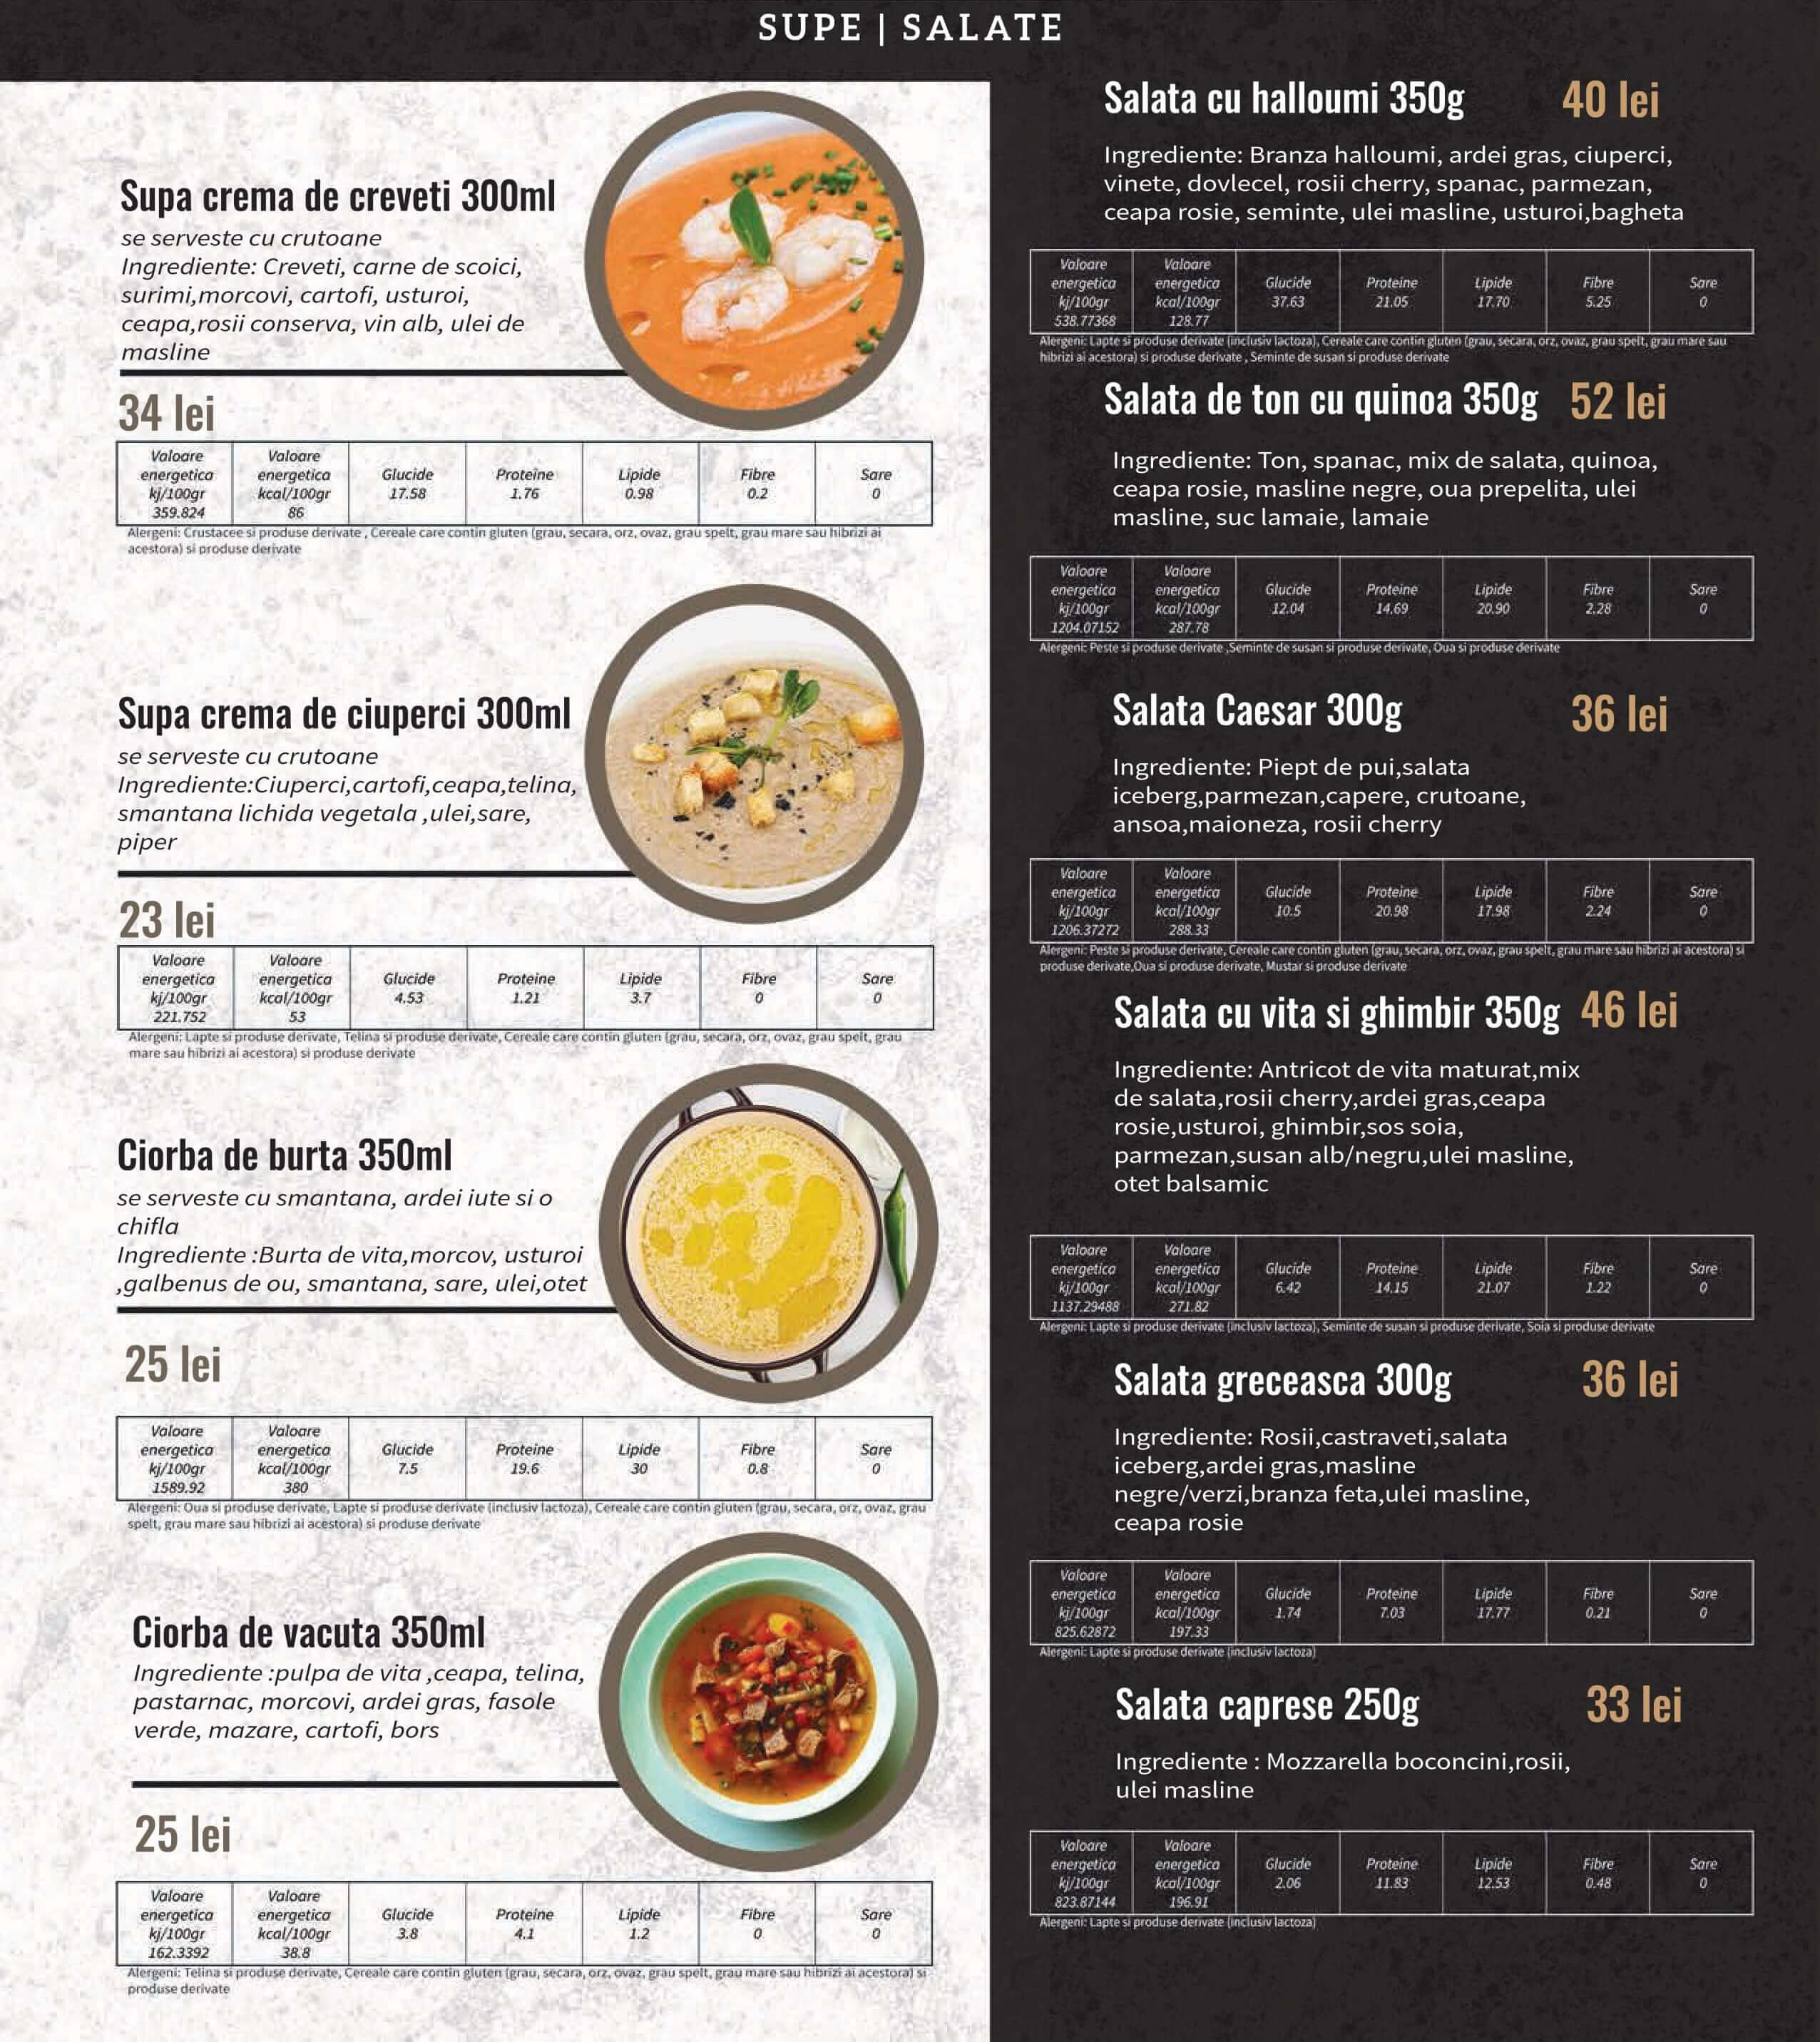 SUPE | SALATE
Supa crema de creveti 300ml
se serveste cu crutoane
Ingrediente: Creveti, carne de scoici,
surimi,morcovi, cartofi, usturoi,
ceapa,rosii conserva, vin alb, ulei de
masline
34 lei
Valoare energetica kj/100gr 359.824 Valoare energetica kcal/100gr 86 Glucide 17.58 Proteine 1.76 Lipide 0.98 Fibre 0.2 Sare 0
Alergeni: Crustacee si produse derivate , Cereale care contin gluten (grau, secara, orz, ovaz, grau spelt, grau mare sau hibrizi ai
acestora) si produse derivate
Supa crema de ciuperci 300ml
se serveste cu crutoane
Ingrediente:Ciuperci,cartofi,ceapa,telina,
smantana lichida vegetala ,ulei,sare,
piper
23 lei
Valoare energetica kj/100gr 221.752 Valoare energetica kcal/100gr 53 Glucide 4.53 Proteine 1.21 Lipide 3.7 Fibre 0 Sare 0
Alergeni: Lapte si produse derivate, Telina si produse derivate, Cereale care contin gluten (grau, secara, orz, ovaz, grau spelt, grau
mare sau hibrizi ai acestora) si produse derivate
Ciorba de burta 350ml
se serveste cu smantana, ardei iute si o
chifla
Ingrediente :Burta de vita,morcov, usturoi
,galbenus de ou, smantana, sare, ulei,otet
25 lei
Valoare energetica kj/100gr 1589.92 Valoare energetica kcal/100gr 380 Glucide 7.5 Proteine 19.6 Lipide 30 Fibre 0.8 Sare 0
Alergeni: Oua si produse derivate, Lapte si produse derivate (inclusiv lactoza), Cereale care contin gluten (grau, secara, orz, ovaz, grau
spelt, grau mare sau hibrizi ai acestora) si produse derivate
Ciorba de vacuta 350ml
Ingrediente :pulpa de vita ,ceapa, telina,
pastarnac, morcovi, ardei gras, fasole
verde, mazare, cartofi, bors
25 lei
Valoare energetica kj/100gr 162.3392 Valoare energetica kcal/100gr 38.8 Glucide 3.8 Proteine 4.1 Lipide 1.2 Fibre 0 Sare 0
Alergeni: Telina si produse derivate, Cereale care contin gluten (grau, secara, orz, ovaz, grau spelt, grau mare sau hibrizi ai acestora) si
produse derivate
Salata cu halloumi 350g 40 lei
Ingrediente: Branza halloumi, ardei gras, ciuperci,
vinete, dovlecel, rosii cherry, spanac, parmezan,
ceapa rosie, seminte, ulei masline, usturoi,bagheta
Valoare energetica kj/100gr 538.77368 Valoare energetica kcal/100gr 128.77 Glucide 37.63 Proteine 21.05 Lipide 17.70 Fibre 5.25 Sare 0
Alergeni: Lapte si produse derivate (inclusiv lactoza), Cereale care contin gluten (grau, secara, orz, ovaz, grau spelt, grau mare sau
hibrizi ai acestora) si produse derivate , Seminte de susan si produse derivate
Salata de ton cu quinoa 350g 52 lei
Ingrediente: Ton, spanac, mix de salata, quinoa,
ceapa rosie, masline negre, oua prepelita, ulei
masline, suc lamaie, lamaie
Valoare energetica kj/100gr 1204.07152 Valoare energetica kcal/100gr 287.78 Glucide 12.04 Proteine 14.69 Lipide 20.90 Fibre 2.28 Sare 0
Alergeni: Peste si produse derivate ,Seminte de susan si produse derivate, Oua si produse derivate
Salata Caesar 300g 36 lei
Ingrediente: Piept de pui,salata
iceberg,parmezan,capere, crutoane,
ansoa,maioneza, rosii cherry
Valoare energetica kj/100gr 1206.37272 Valoare energetica kcal/100gr 288.33 Glucide 10.5 Proteine 20.98 Lipide 17.98 Fibre 2.24 Sare 0
Alergeni: Peste si produse derivate, Cereale care contin gluten (grau, secara, orz, ovaz, grau spelt, grau mare sau hibrizi ai acestora) si
produse derivate,Oua si produse derivate, Mustar si produse derivate
Salata cu vita si ghimbir 350g 46 lei
Ingrediente: Antricot de vita maturat,mix
de salata,rosii cherry,ardei gras,ceapa
rosie,usturoi, ghimbir,sos soia,
parmezan,susan alb/negru,ulei masline,
otet balsamic
Valoare energetica kj/100gr 1137.29488 Valoare energetica kcal/100gr 271.82 Glucide 6.42 Proteine 14.15 Lipide 21.07 Fibre 1.22 Sare 0
Alergeni: Lapte si produse derivate (inclusiv lactoza), Seminte de susan si produse derivate, Soia si produse derivate
Salata greceasca 300g 36 lei
Ingrediente: Rosii,castraveti,salata
iceberg,ardei gras,masline
negre/verzi,branza feta,ulei masline,
ceapa rosie
Valoare energetica kj/100gr 825.62872 Valoare energetica kcal/100gr 197.33 Glucide 1.74 Proteine 7.03 Lipide 17.77 Fibre 0.21 Sare 0
Alergeni: Lapte si produse derivate (inclusiv lactoza)
Salata caprese 250g 33 lei
Ingrediente : Mozzarella boconcini,rosii,
ulei masline
Valoare energetica kj/100gr 823.87144 Valoare energetica kcal/100gr 196.91 Glucide 2.06 Proteine 11.83 Lipide 12.53 Fibre 0.48 Sare 0
Alergeni: Lapte si produse derivate (inclusiv lactoza)